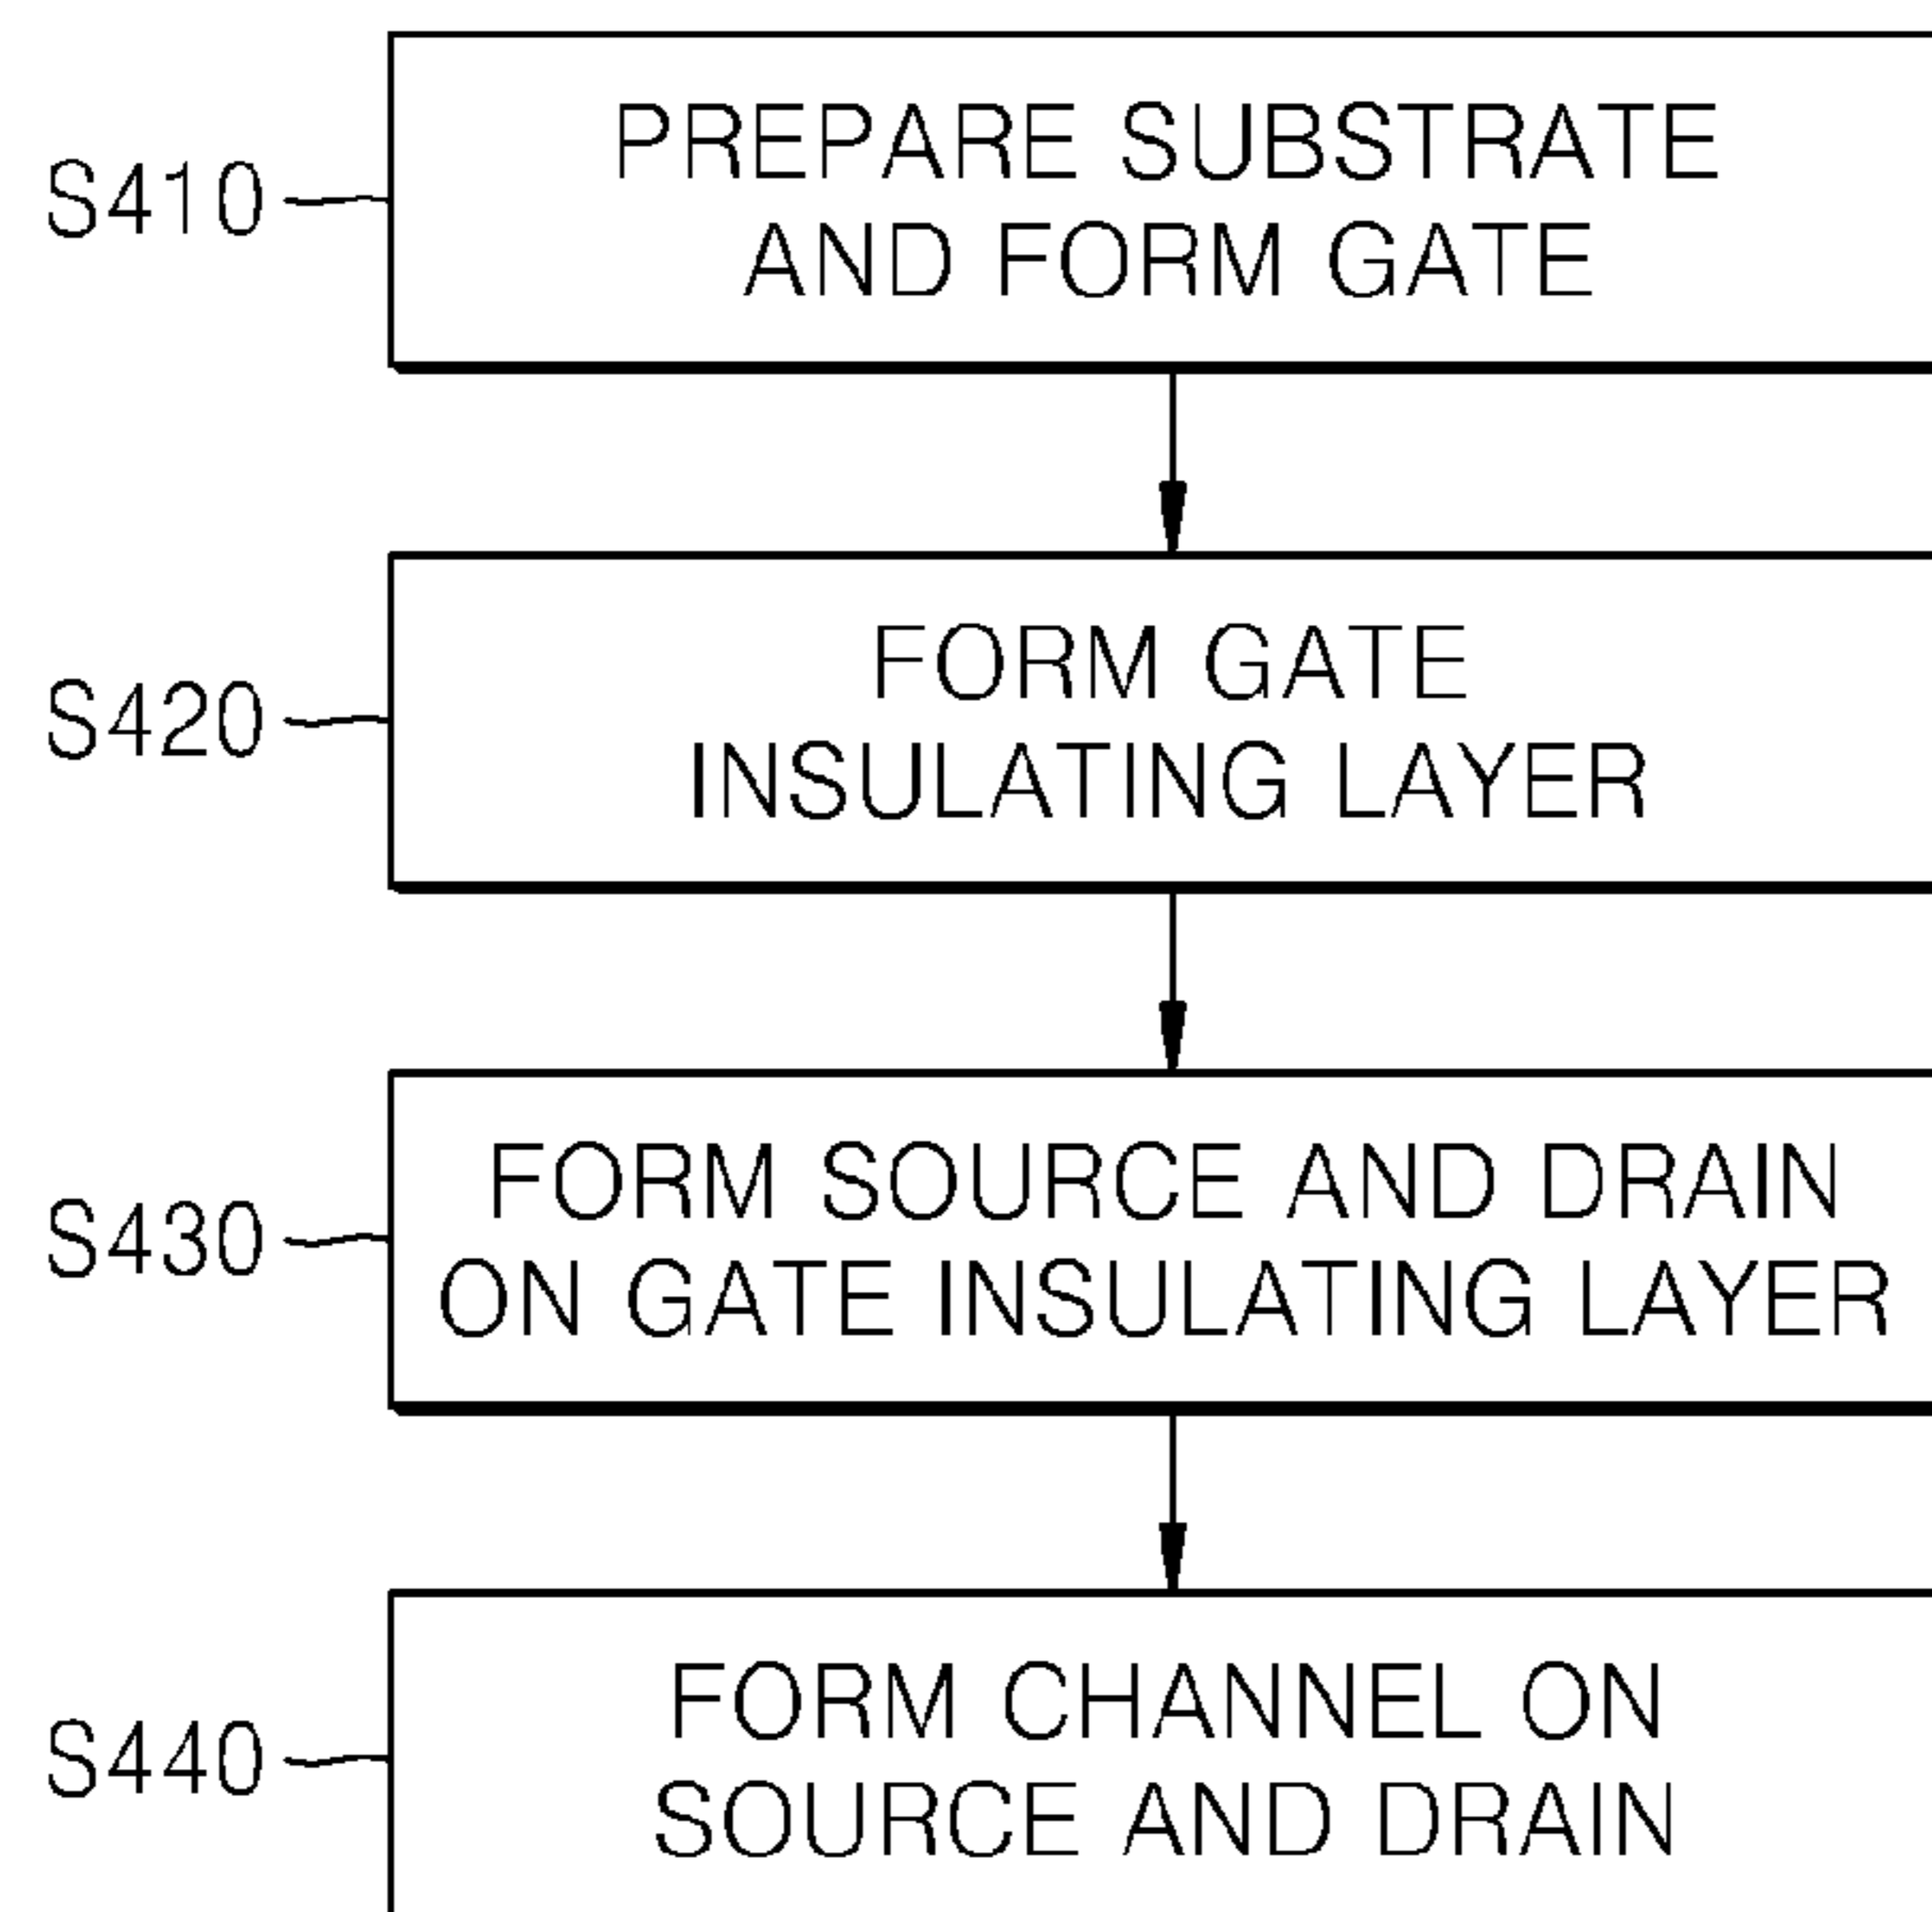 S410
PREPARE SUBSTRATE
AND FORM GATE
S420
FORM GATE
INSULATING LAYER
S430
FORM SOURCE AND DRAIN
ON GATE INSULATING LAYER
S440
FORM CHANNEL ON
SOURCE AND DRAIN